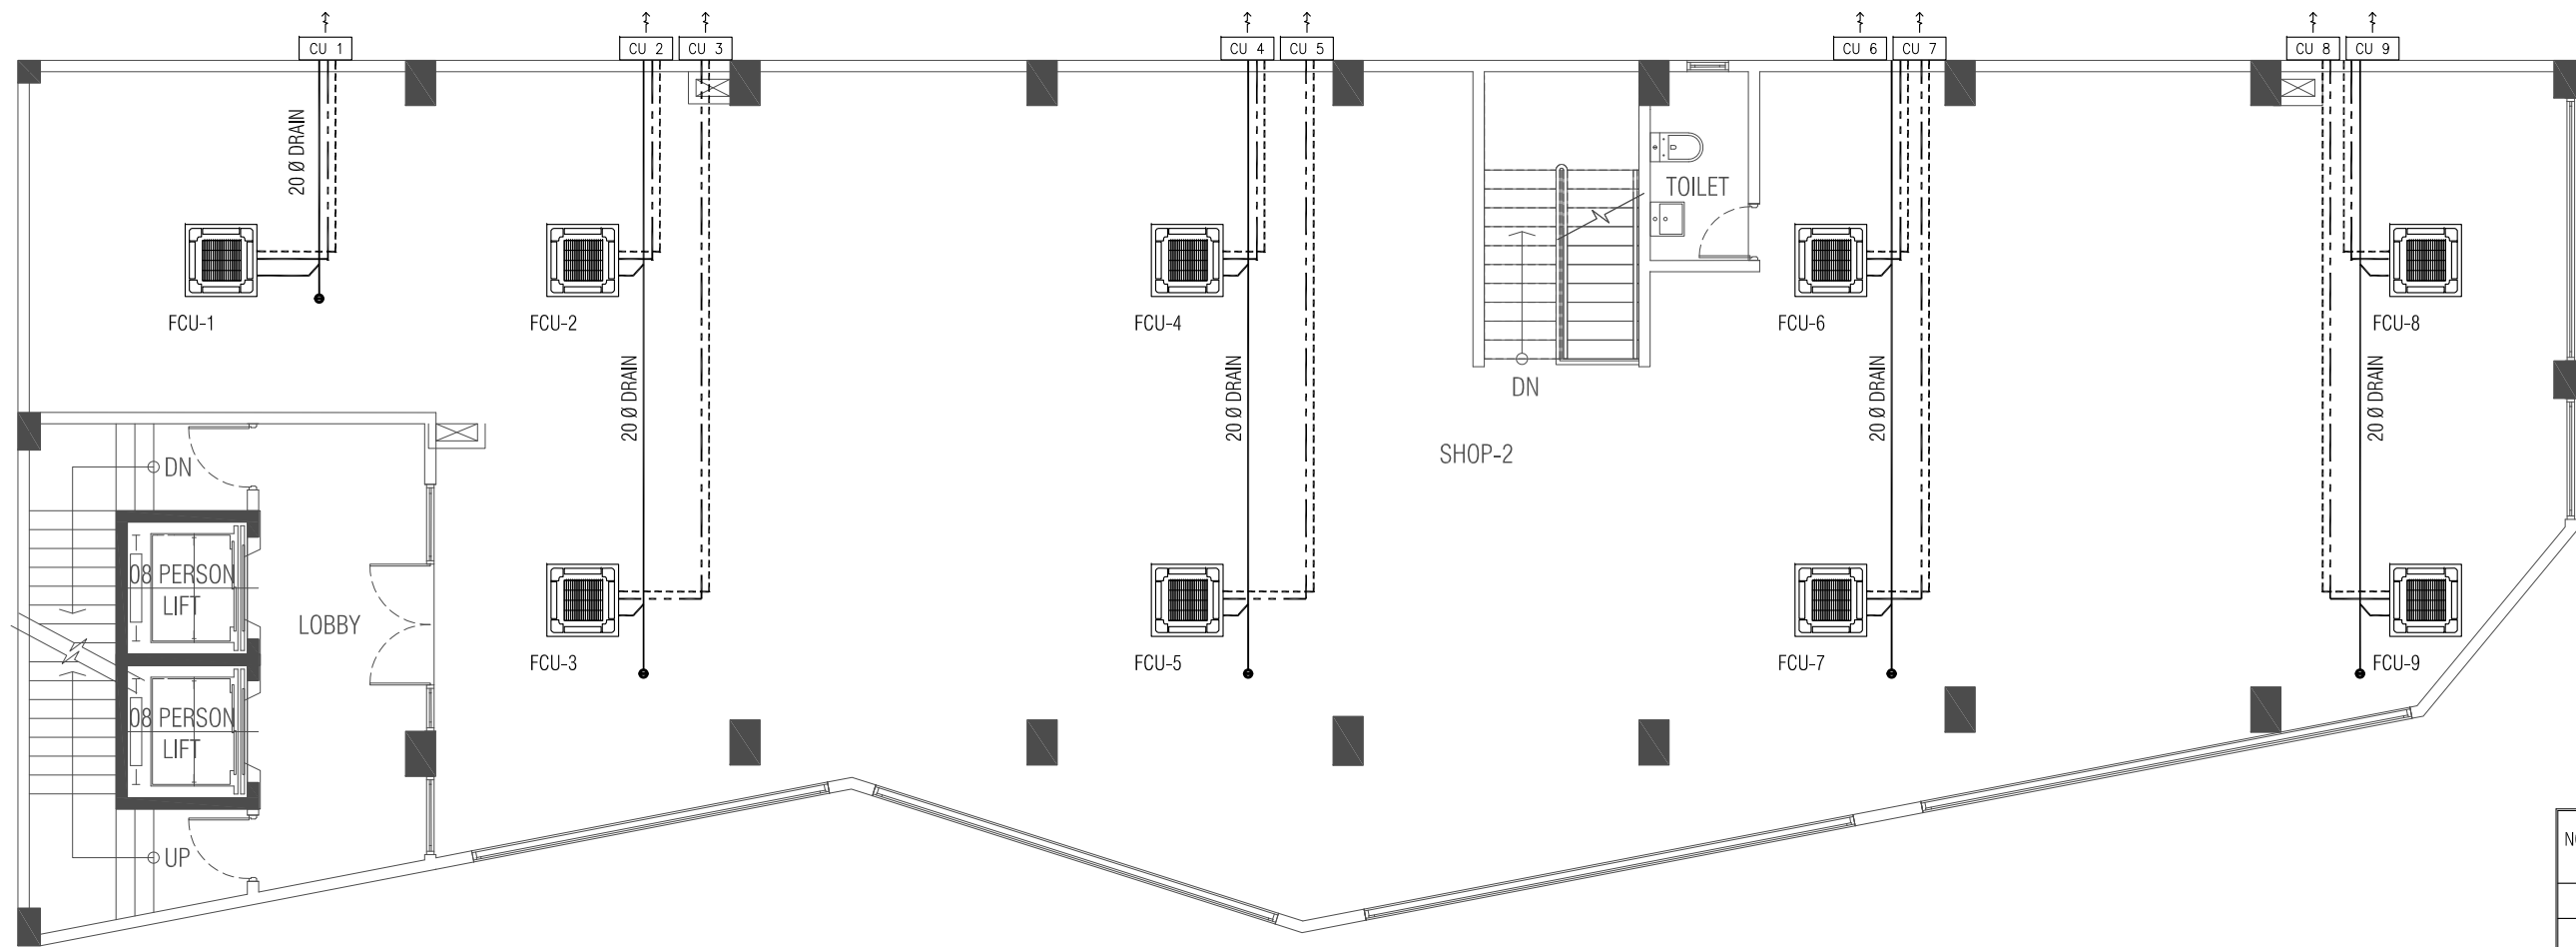 CU 1
CU 2
CU 3
CU 4
CU 5
CU 6
CU 7
CU 8
CU 9
20 Ø DRAIN
TOILET
FCU-1
FCU-2
FCU-4
FCU-6
FCU-8
20 Ø DRAIN
20 Ø DRAIN
20 Ø DRAIN
20 Ø DRAIN
DN
SHOP-2
DN
08 PERSON
LIFT
LOBBY
FCU-3
FCU-5
FCU-7
FCU-9
08 PERSON
LIFT
UP